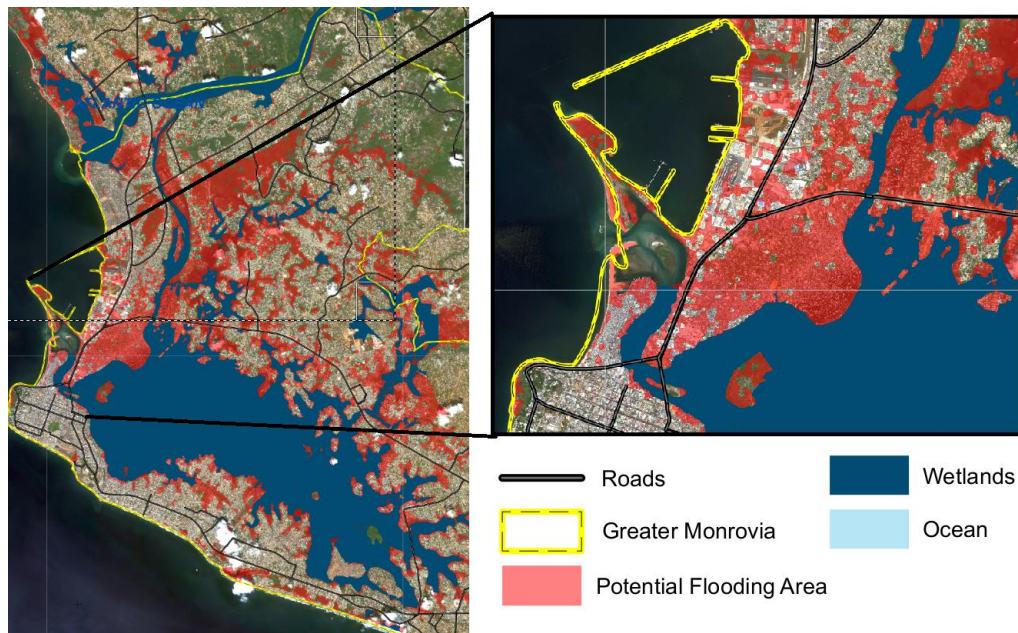 Roads
Wetlands
Greater Monrovia
Ocean
Potential Flooding Area